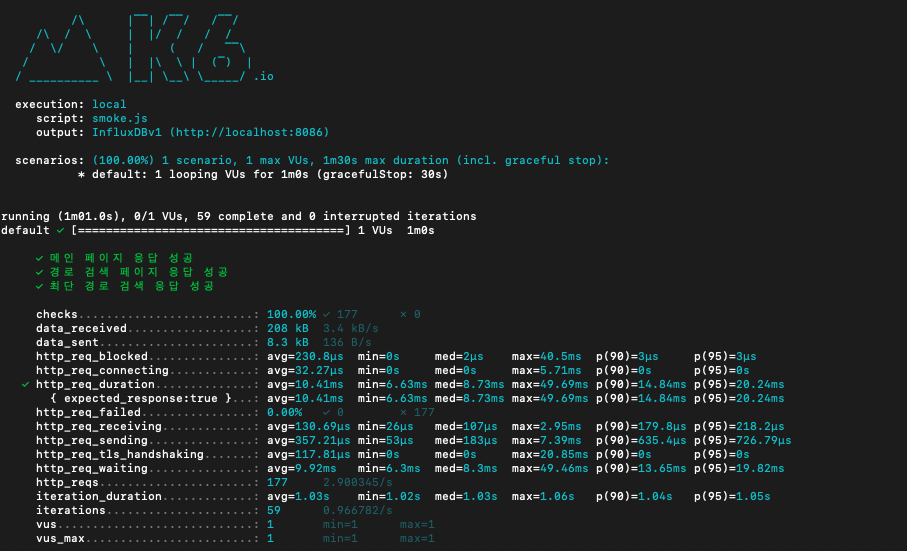 .io
execution: local
script: smoke.js
output: InfluxDBv1 (http://localhost:8086)
scenarios: (100.00%) 1 scenario, 1 max VUs, 1m30s max duration (incl. graceful stop):
* default: 1 looping VUs for 1m0s (gracefulStop: 30s)
running (1m01.0s), 0/1 VUs, 59 complete and 0 interrupted iterations
default ✓ [======================================] 1 VUs  1m0s
✓ 메인 페이지 응답 성공
✓ 경로 검색 페이지 응답 성공
✓ 최단 경로 검색 응답 성공
checks.........................: 100.00% ✓ 177      ✗ 0
data_received..................: 208 kB  3.4 kB/s
data_sent......................: 8.3 kB  136 B/s
http_req_blocked...............: avg=230.8µs  min=0s     med=2µs    max=40.5ms  p(90)=3µs     p(95)=3µs
http_req_connecting............: avg=32.27µs  min=0s     med=0s     max=5.71ms  p(90)=0s      p(95)=0s
✓ http_req_duration..............: avg=10.41ms  min=6.63ms med=8.73ms max=49.69ms p(90)=14.84ms p(95)=20.24ms
{ expected_response:true }...: avg=10.41ms  min=6.63ms med=8.73ms max=49.69ms p(90)=14.84ms p(95)=20.24ms
http_req_failed................: 0.00%   ✓ 0        ✗ 177
http_req_receiving.............: avg=130.69µs min=26µs   med=107µs  max=2.95ms  p(90)=179.8µs p(95)=218.2µs
http_req_sending...............: avg=357.21µs min=53µs   med=183µs  max=7.39ms  p(90)=635.4µs p(95)=726.79µs
http_req_tls_handshaking.......: avg=117.81µs min=0s     med=0s     max=20.85ms p(90)=0s      p(95)=0s
http_req_waiting...............: avg=9.92ms   min=6.3ms  med=8.3ms  max=49.46ms p(90)=13.65ms p(95)=19.82ms
http_reqs......................: 177     2.900345/s
iteration_duration.............: avg=1.03s    min=1.02s  med=1.03s  max=1.06s   p(90)=1.04s   p(95)=1.05s
iterations.....................: 59      0.966782/s
vus............................: 1       min=1      max=1
vus_max........................: 1       min=1      max=1